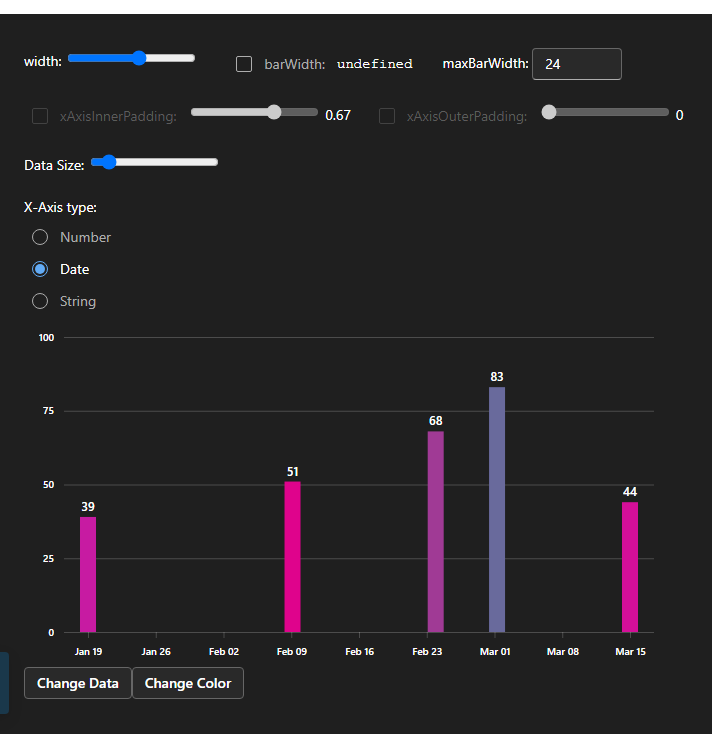 width: barWidth: undefined maxBarWidth: 24
xAxisInnerPadding: 0.67 xAxisOuterPadding: 0
Data Size:
X-Axis type:
Number
Date
String
100
83
75
68
51
50
44
39
25
0
Jan 19 Jan 26 Feb 02 Feb 09 Feb 16 Feb 23 Mar 01 Mar 08 Mar 15
Change Data Change Color